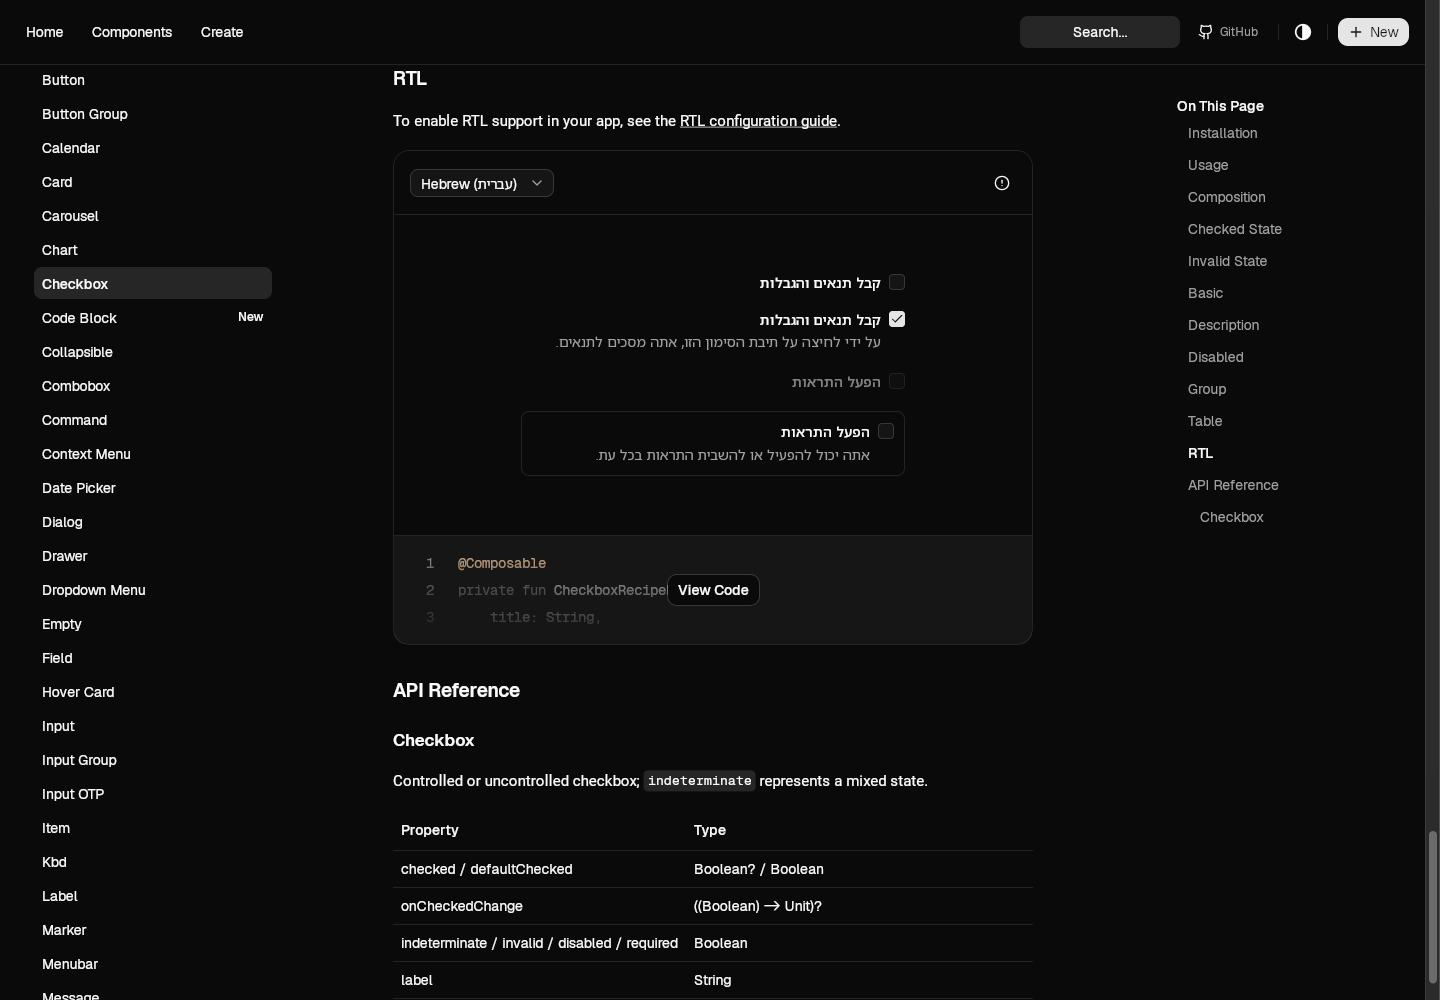 Home
Components
Create
Search...
GitHub
New
Button
Button Group
Calendar
Card
Carousel
Chart
Checkbox
Code Block
New
Collapsible
Combobox
Command
Context Menu
Date Picker
Dialog
Drawer
Dropdown Menu
Empty
Field
Hover Card
Input
Input Group
Input OTP
Item
Kbd
Label
Marker
Menubar
Message
RTL
To enable RTL support in your app, see the RTL configuration guide.
Hebrew (עברית)
קבל תנאים והגבלות
קבל תנאים והגבלות
על ידי לחיצה על תיבת הסימון הזו, אתה מסכים לתנאים.
הפעל התראות
הפעל התראות
אתה יכול להפעיל או להשבית התראות בכל עת.
1 @Composable
2 private fun CheckboxRecipe
View Code
3 title: String,
API Reference
Checkbox
Controlled or uncontrolled checkbox; indeterminate represents a mixed state.
Property Type
checked / defaultChecked Boolean? / Boolean
onCheckedChange ((Boolean) -> Unit)?
indeterminate / invalid / disabled / required Boolean
label String
On This Page
Installation
Usage
Composition
Checked State
Invalid State
Basic
Description
Disabled
Group
Table
RTL
API Reference
Checkbox